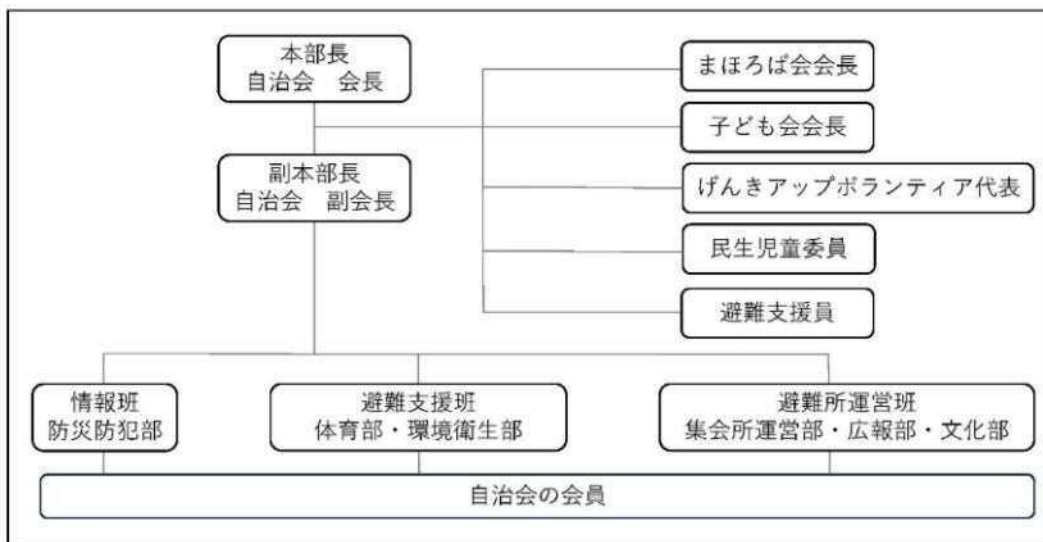 本部長
自治会　会長
副本部長
自治会　副会長
まほろば会会長
子ども会会長
げんきアップボランティア代表
民生児童委員
避難支援員
情報班
防災防犯部
避難支援班
体育部・環境衛生部
避難所運営班
集会所運営部・広報部・文化部
自治会の会員